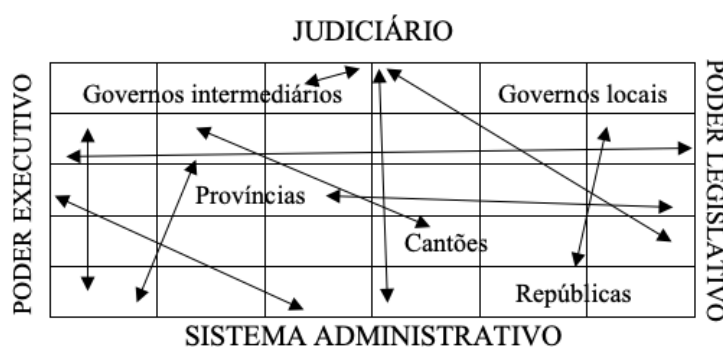 JUDICIÁRIO
PODER EXECUTIVO
Governos intermediários
Governos locais
PODER LEGISLATIVO
Províncias
Cantões
Repúblicas
SISTEMA ADMINISTRATIVO